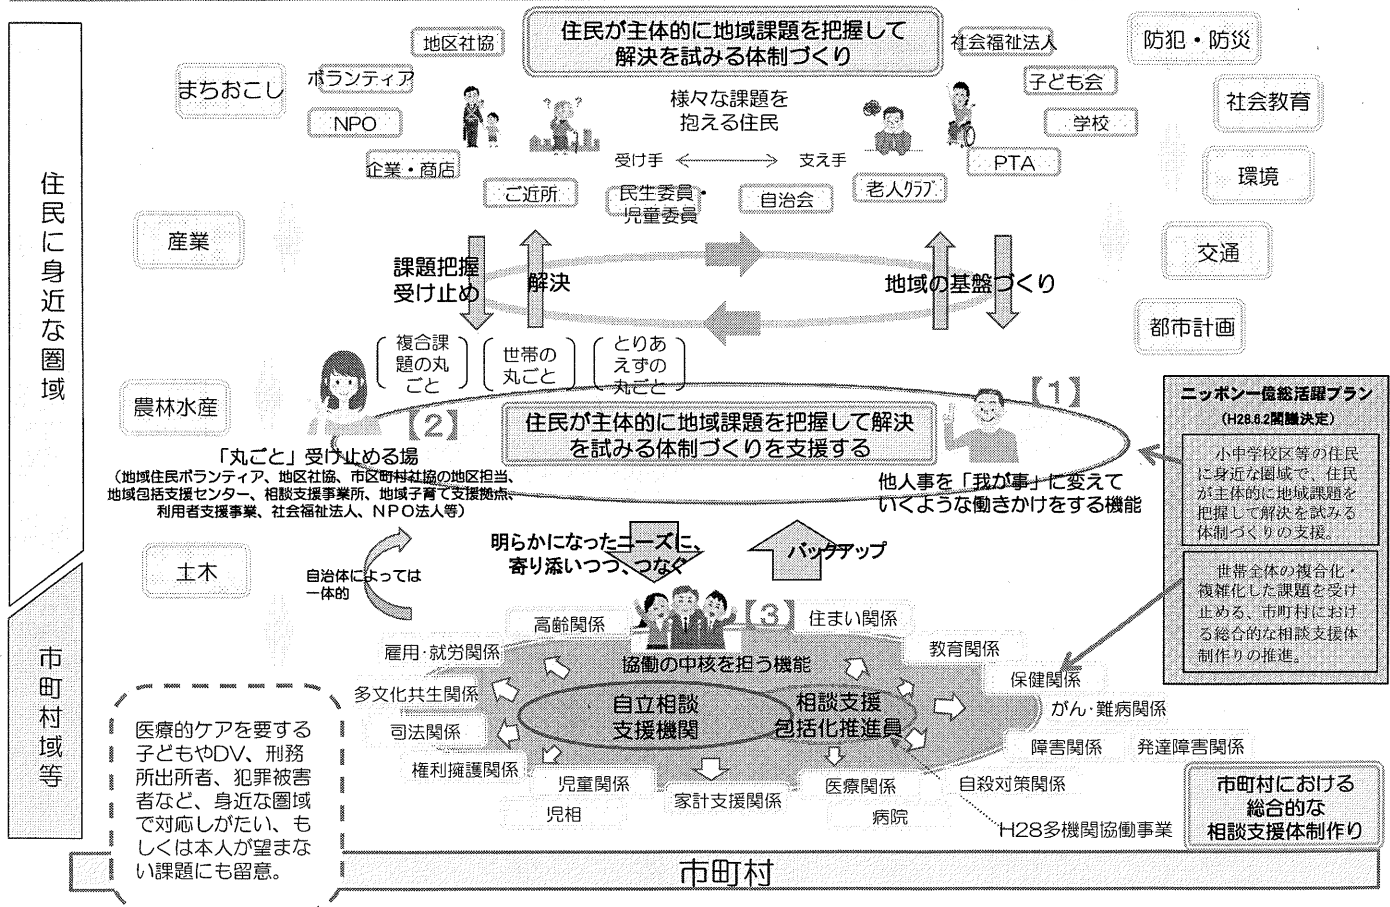 住民が主体的に地域課題を把握して
解決を試みる体制づくり
地区社協
社会福祉法人
防犯・防災
まちおこし
ボランティア
子ども会
社会教育
NPO
様々な課題を
抱える住民
学校
企業・商店
受け手
支え手
PTA
環境
ご近所
民生委員・
児童委員
自治会
老人クラブ
住民に身近な圏域
産業
交通
課題把握
受け止め
解決
地域の基盤づくり
都市計画
複合課
題の丸
ごと
世帯の
丸ごと
とりあ
えずの
丸ごと
農林水産
【2】
住民が主体的に地域課題を把握して解決
を試みる体制づくりを支援する
【1】
ニッポン一億総活躍プラン
(H28.6.2閣議決定)
小中学校区等の住民
に身近な圏域で、住民
が主体的に地域課題を
把握して解決を試みる
体制づくりの支援。
世帯全体の複合化・
複雑化した課題を受け
止める、市町村におけ
る総合的な相談支援体
制作りの推進。
「丸ごと」受け止める場
(地域住民ボランティア、地区社協、市区町村社協の地区担当、
地域包括支援センター、相談支援事業所、地域子育て支援拠点、
利用者支援事業、社会福祉法人、NPO法人等)
他人事を「我が事」に変えて
いくような働きかけをする機能
土木
自治体によっては
一体的
明らかになったニーズに、
寄り添いつつ、つなぐ
バックアップ
市町村域等
【3】
高齢関係
住まい関係
雇用・就労関係
協働の中核を担う機能
教育関係
多文化共生関係
自立相談
支援機関
相談支援
包括化推進員
保健関係
がん・難病関係
司法関係
障害関係
発達障害関係
権利擁護関係
児童関係
児相
家計支援関係
医療関係
病院
自殺対策関係
H28多機関協働事業
市町村における
総合的な
相談支援体制作り
医療的ケアを要する
子どもやDV、刑務
所出所者、犯罪被害
者など、身近な圏域
で対応しがたい、も
しくは本人が望まな
い課題にも留意。
市町村